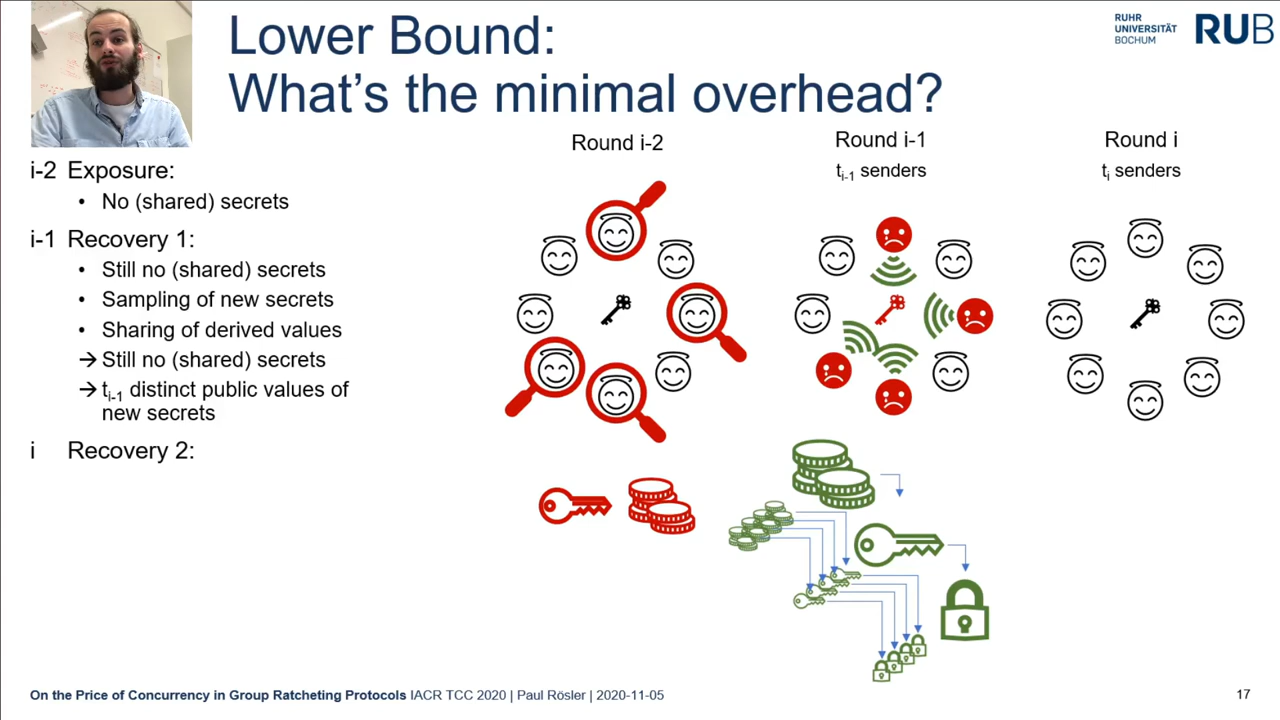 Lower Bound:
What's the minimal overhead?
RUHR
UNIVERSITÄT
BOCHUM
RUB
Round i-2
Round i-1
t_{i-1} senders
Round i
t_i senders
i-2 Exposure:
• No (shared) secrets
i-1 Recovery 1:
• Still no (shared) secrets
• Sampling of new secrets
• Sharing of derived values
→ Still no (shared) secrets
→ t_{i-1} distinct public values of
new secrets
i Recovery 2:
On the Price of Concurrency in Group Ratcheting Protocols IACR TCC 2020 | Paul Rösler | 2020-11-05
17